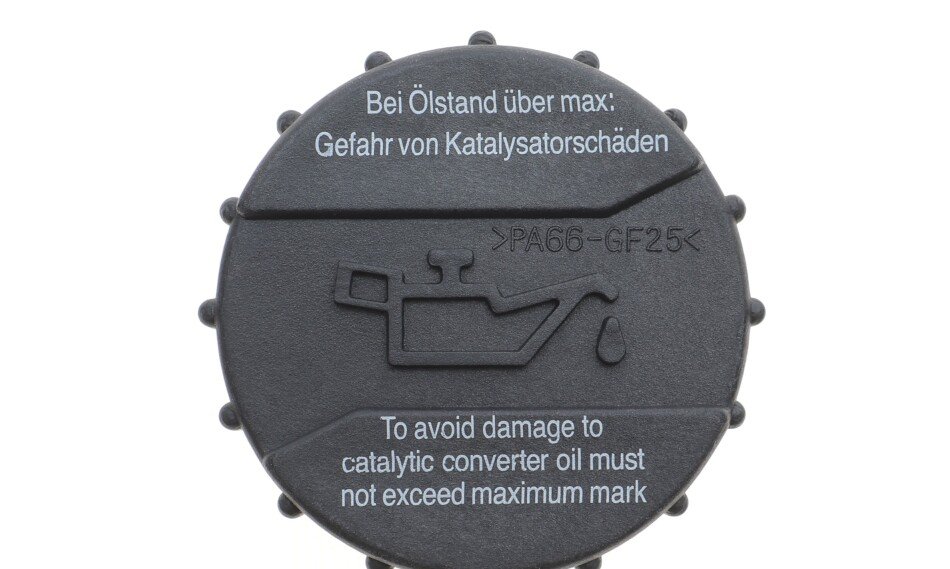 Bei Ölstand über max:
Gefahr von Katalysatorschäden
>PA66-GF25<
To avoid damage to
catalytic converter oil must
not exceed maximum mark